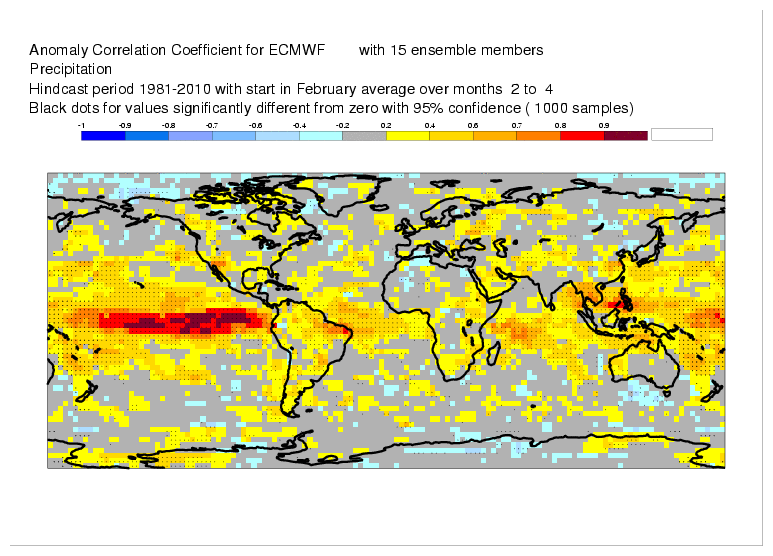 Anomaly Correlation Coefficient for ECMWF with 15 ensemble members
Precipitation
Hindcast period 1981-2010 with start in February average over months 2 to 4
Black dots for values significantly different from zero with 95% confidence ( 1000 samples)
-1 -0.9 -0.8 -0.7 -0.6 -0.4 -0.2 0.2 0.4 0.6 0.7 0.8 0.9